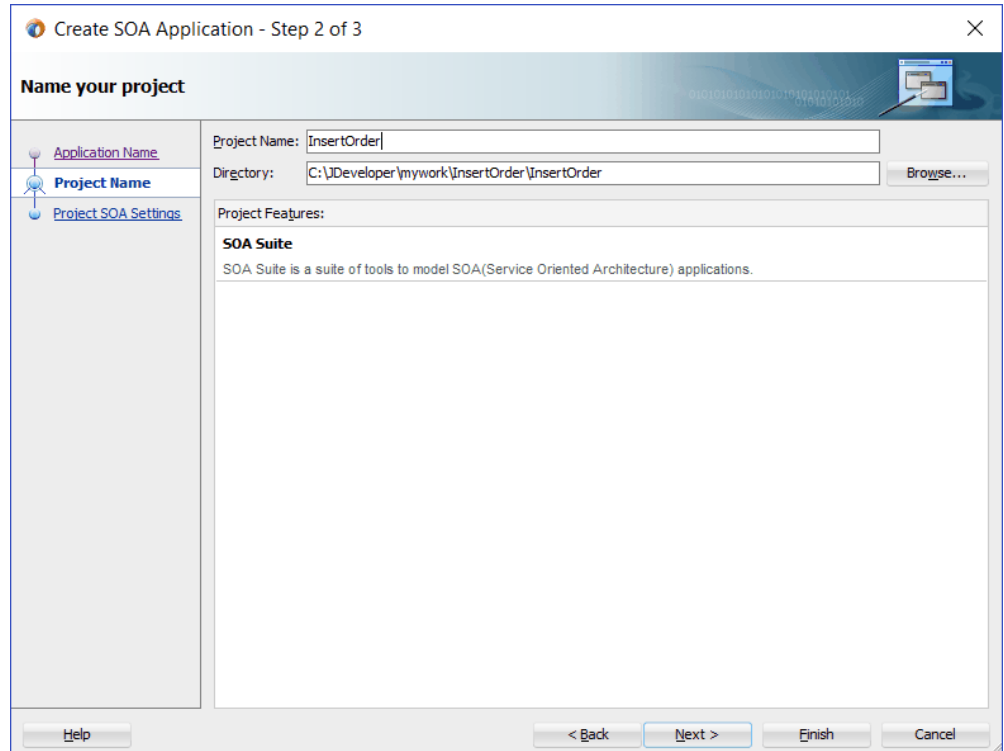 Create SOA Application - Step 2 of 3
Name your project
Application Name
Project Name
Project SOA Settings
Project Name: InsertOrder
Directory: C:\JDeveloper\mywork\InsertOrder\InsertOrder Browse...
Project Features:
SOA Suite
SOA Suite is a suite of tools to model SOA(Service Oriented Architecture) applications.
Help < Back Next > Finish Cancel